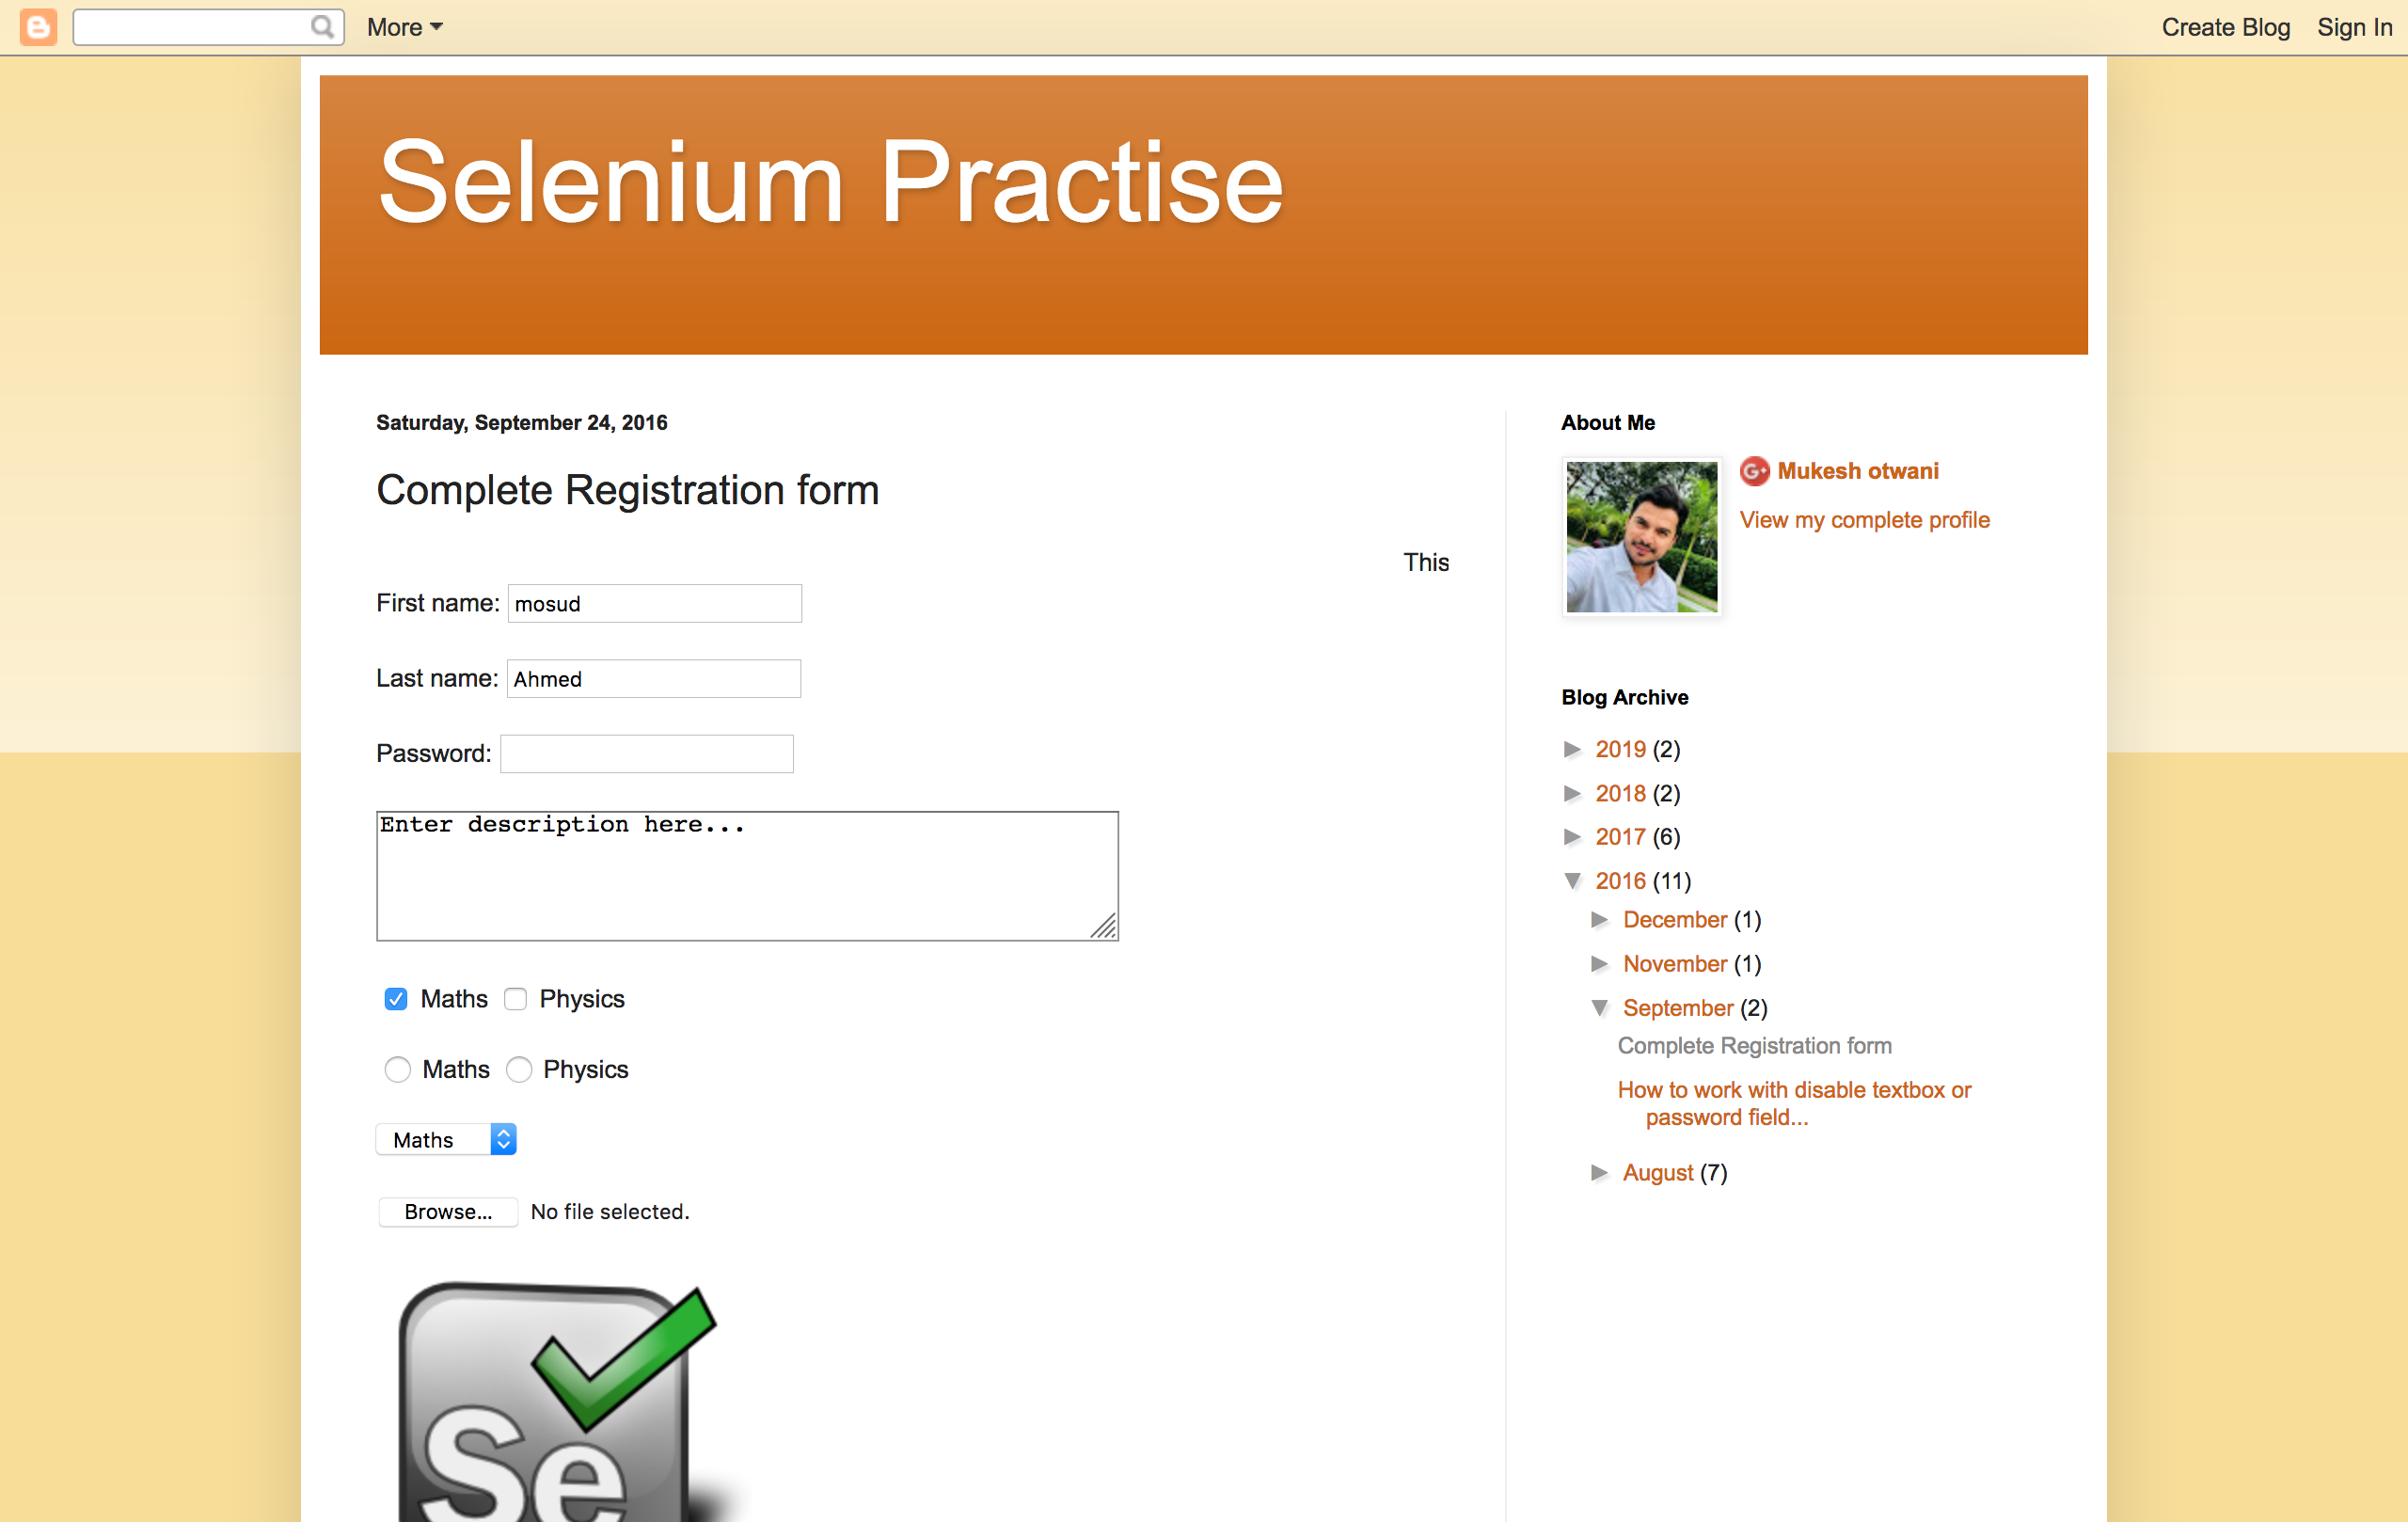 More
Create Blog Sign In
Selenium Practise
Saturday, September 24, 2016
Complete Registration form
This
First name: mosud
Last name: Ahmed
Password:
Enter description here...
Maths Physics
Maths Physics
Maths
Browse... No file selected.
Se
About Me
G+ Mukesh otwani
View my complete profile
Blog Archive
2019 (2)
2018 (2)
2017 (6)
2016 (11)
December (1)
November (1)
September (2)
Complete Registration form
How to work with disable textbox or
password field...
August (7)